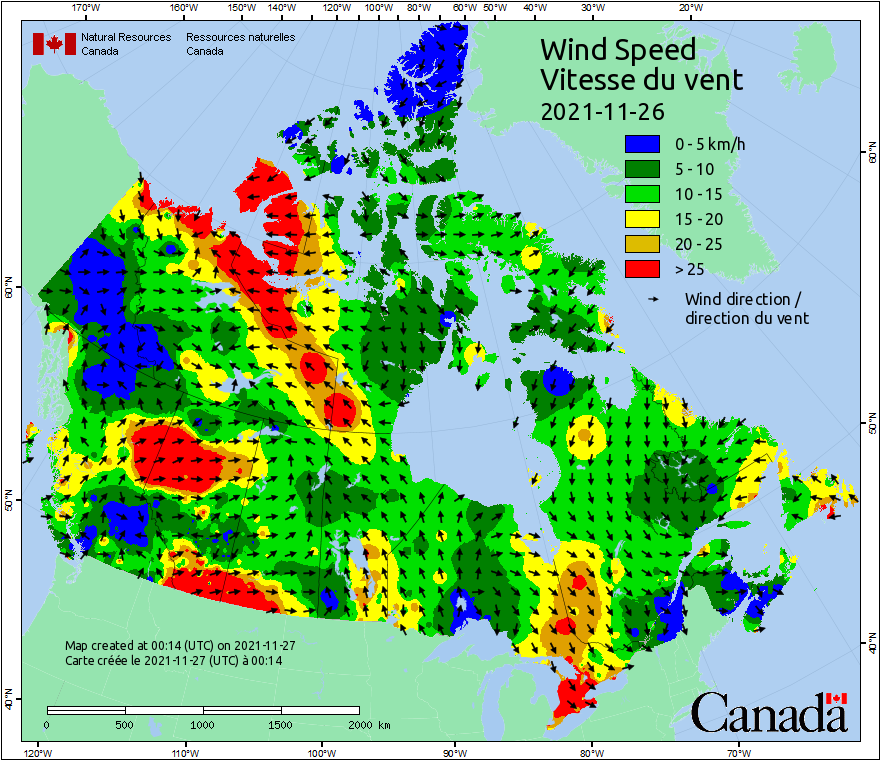 170°W 160°W 150°W 140°W 120°W 100°W 80°W 60°W 50°W 40°W 30°W 20°W
Natural Resources Ressources naturelles
Canada Canada
Wind Speed
Vitesse du vent
2021-11-26
0 - 5 km/h
5 - 10
10 - 15
15 - 20
20 - 25
> 25
Wind direction /
direction du vent
60°N
60°N
50°N
50°N
40°N
40°N
Map created at 00:14 (UTC) on 2021-11-27
Carte créée le 2021-11-27 (UTC) à 00:14
0 500 1000 1500 2000 km
Canada
120°W 110°W 100°W 90°W 80°W 70°W